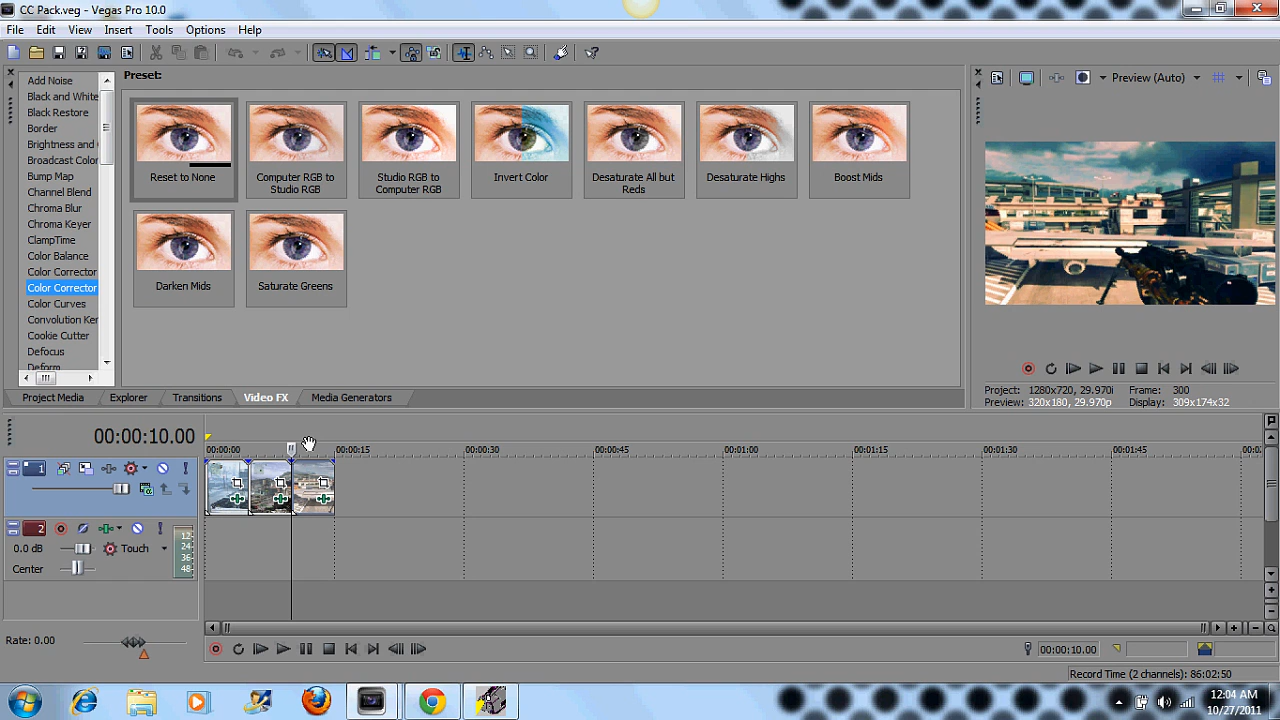 CC Pack.veg - Vegas Pro 10.0
File Edit View Insert Tools Options Help
Preset:
Add Noise
Black and White
Black Restore
Border
Brightness and
Broadcast Color
Bump Map
Channel Blend
Chroma Blur
Chroma Keyer
ClampTime
Color Balance
Color Corrector
Color Corrector
Color Curves
Convolution Ker
Cookie Cutter
Defocus
Deform
Reset to None
Computer RGB to Studio RGB
Studio RGB to Computer RGB
Invert Color
Desaturate All but Reds
Desaturate Highs
Boost Mids
Darken Mids
Saturate Greens
Preview (Auto)
Project: 1280x720, 29.970i Frame: 300
Preview: 320x180, 29.970p Display: 309x174x32
Project Media Explorer Transitions Video FX Media Generators
00:00:10.00
00:00:00 00:00:15 00:00:30 00:00:45 00:01:00 00:01:15 00:01:30 00:01:45 00:0
1
2
0.0 dB Touch
Center
12
24
36
48
Rate: 0.00
00:00:10.00
Record Time (2 channels): 86:02:50
12:04 AM
10/27/2011